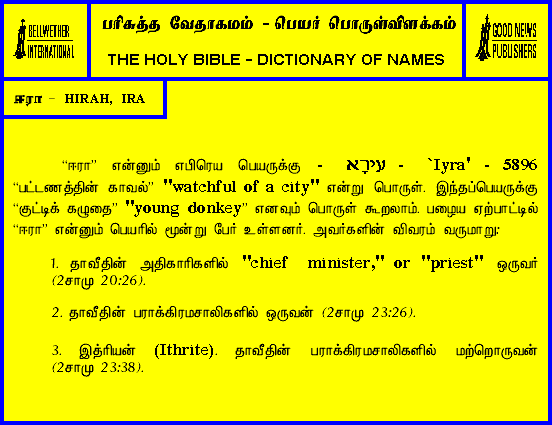 BELLWETHER
INTERNATIONAL
பரிசுத்த வேதாகமம் - பெயர் பொருள்விளக்கம்
THE HOLY BIBLE - DICTIONARY OF NAMES
GOOD NEWS
PUBLISHERS
ஈரா - HIRAH, IRA
“ஈரா” என்னும் எபிரெய பெயருக்கு - עִירָא - `Iyra' - 5896
“பட்டணத்தின் காவல்” "watchful of a city" என்று பொருள். இந்தப்பெயருக்கு
“குட்டிக் கழுதை” "young donkey” எனவும் பொருள் கூறலாம். பழைய ஏற்பாட்டில்
“ஈரா” என்னும் பெயரில் மூன்று பேர் உள்ளனர். அவர்களின் விவரம் வருமாறு:
1. தாவீதின் அதிகாரிகளில் "chief minister," or "priest" ஒருவர்
(2சாமு 20:26).
2. தாவீதின் பராக்கிரமசாலிகளில் ஒருவன் (2சாமு 23:26).
3. இத்ரியன் (Ithrite). தாவீதின் பராக்கிரமசாலிகளில் மற்றொருவன்
(2சாமு 23:38).